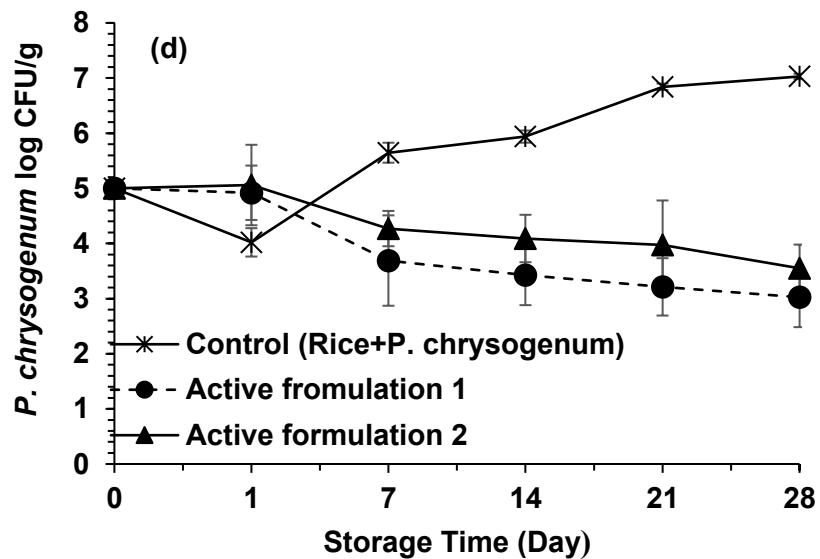 (d)
P. chrysogenum log CFU/g
8
7
6
5
4
3
2
1
0
Control (Rice+P. chrysogenum)
Active fromulation 1
Active formulation 2
0 1 7 14 21 28
Storage Time (Day)